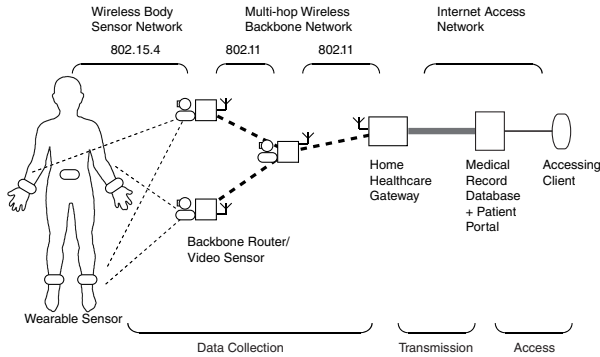 Wireless Body
Sensor Network
Multi-hop Wireless
Backbone Network
Internet Access
Network
802.15.4
802.11
802.11
Home
Healthcare
Gateway
Medical
Record
Database
+ Patient
Portal
Accessing
Client
Backbone Router/
Video Sensor
Wearable Sensor
Data Collection
Transmission
Access